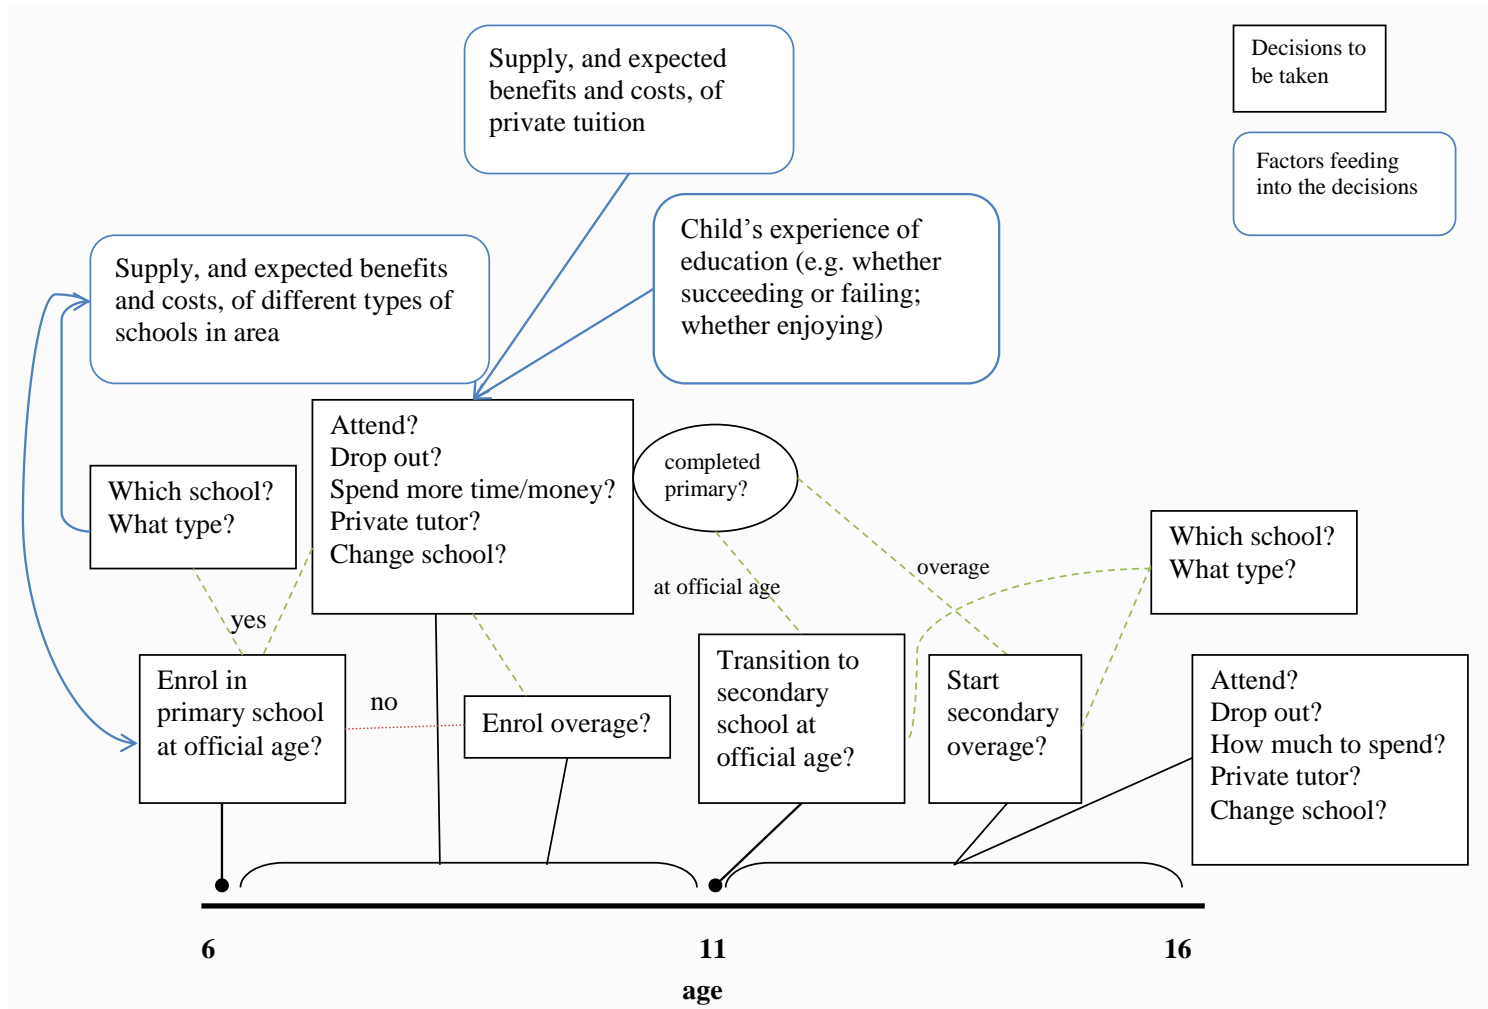 Supply, and expected
benefits and costs, of
private tuition
Decisions to
be taken
Factors feeding
into the decisions
Child’s experience of
education (e.g. whether
succeeding or failing;
whether enjoying)
Supply, and expected benefits
and costs, of different types of
schools in area
Attend?
Drop out?
Spend more time/money?
Private tutor?
Change school?
completed
primary?
Which school?
What type?
Which school?
What type?
yes
at official age
overage
Enrol in
primary school
at official age?
no
Enrol overage?
Transition to
secondary
school at
official age?
Start
secondary
overage?
Attend?
Drop out?
How much to spend?
Private tutor?
Change school?
6
11
16
age